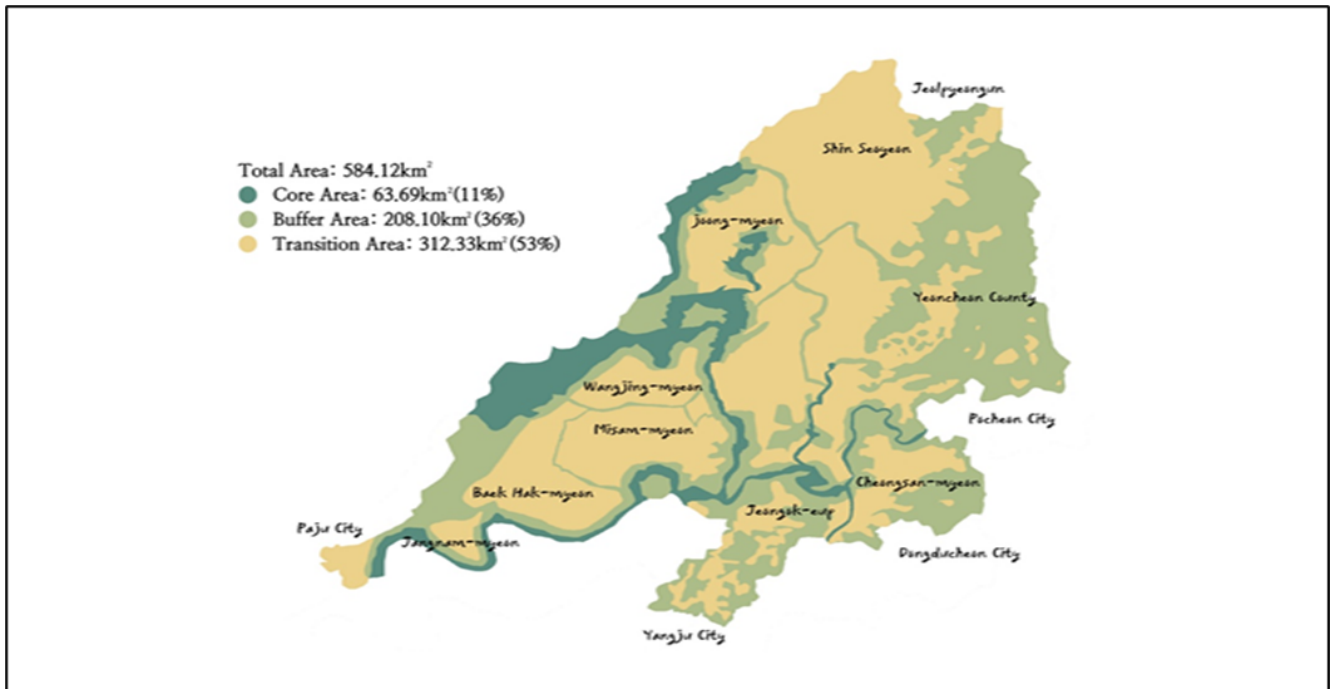 Total Area: 584.12km²
Core Area: 63.69km²(11%)
Buffer Area: 208.10km²(36%)
Transition Area: 312.33km²(53%)
Jeolpyeongun
Shin Seoyeon
Joong-myeon
Yeoncheon County
Wangjing-myeon
Pocheon City
Misam-myeon
Cheongsan-myeon
Baek Hak-myeon
Jeongok-eup
Paju City
Jangnam-myeon
Dongducheon City
Yangju City